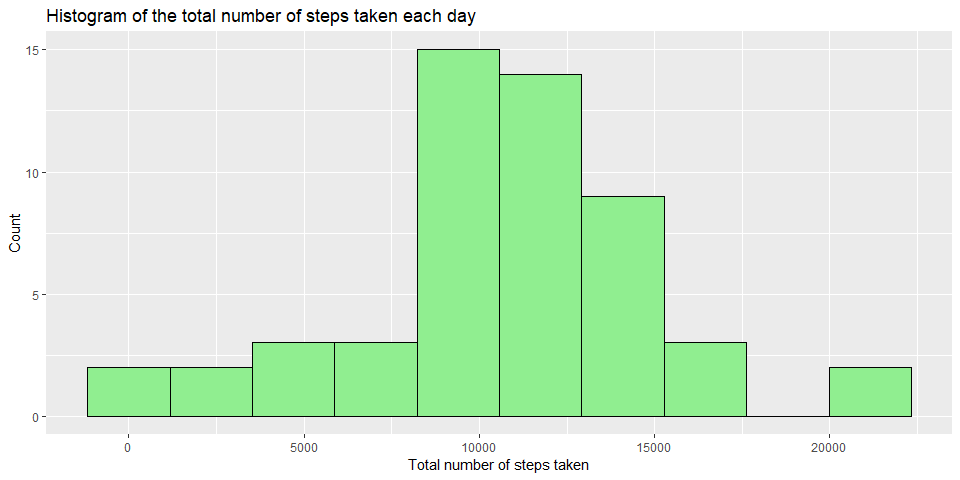 Histogram of the total number of steps taken each day
15
10
5
0
Count
0 5000 10000 15000 20000
Total number of steps taken